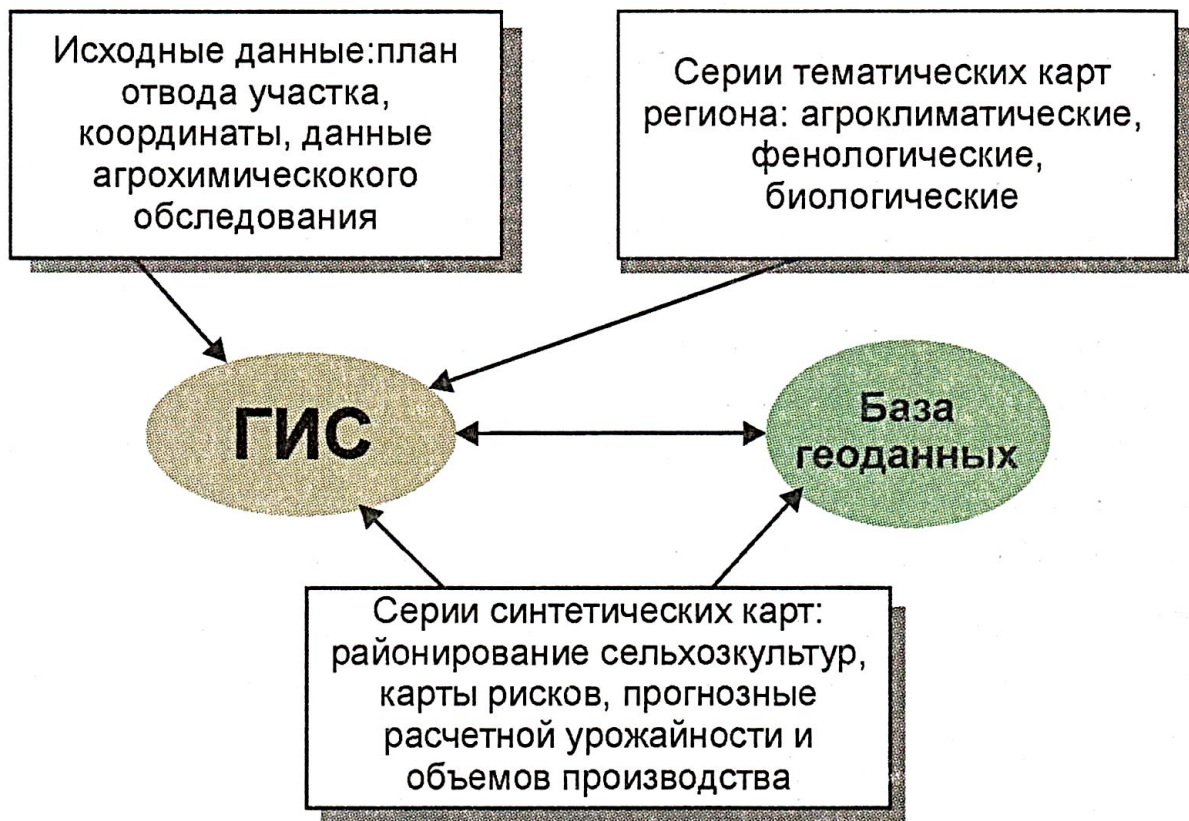 Исходные данные:план
отвода участка,
координаты, данные
агрохимическокого
обследования
Серии тематических карт
региона: агроклиматические,
фенологические,
биологические
ГИС
База
геоданных
Серии синтетических карт:
районирование сельхозкультур,
карты рисков, прогнозные
расчетной урожайности и
объемов производства